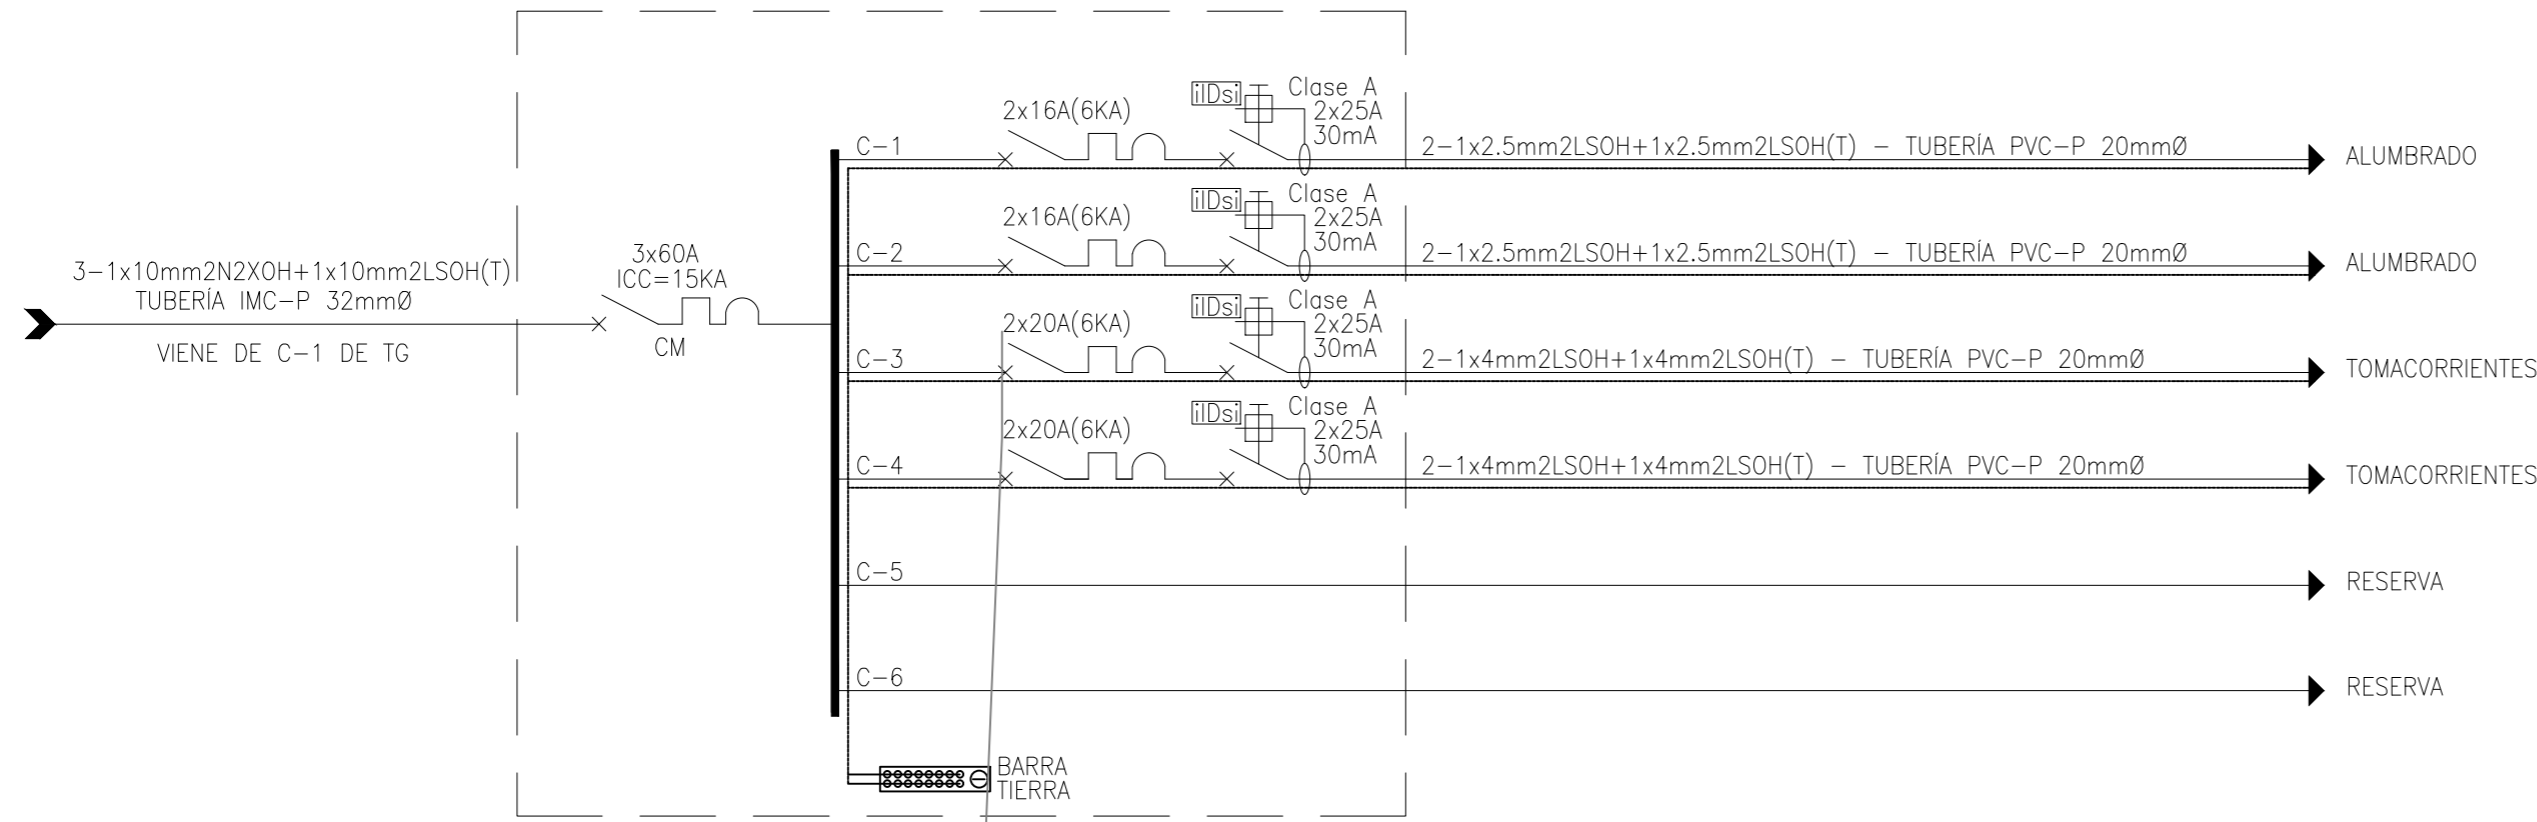 3-1x10mm2N2XOH+1x10mm2LSOH(T)
TUBERÍA IMC-P 32mmØ
VIENE DE C-1 DE TG
3x60A
ICC=15KA
CM
C-1
2x16A(6KA)
iIDsi
Clase A
2x25A
30mA
2-1x2.5mm2LSOH+1x2.5mm2LSOH(T) - TUBERÍA PVC-P 20mmØ
ALUMBRADO
C-2
2x16A(6KA)
iIDsi
Clase A
2x25A
30mA
2-1x2.5mm2LSOH+1x2.5mm2LSOH(T) - TUBERÍA PVC-P 20mmØ
ALUMBRADO
C-3
2x20A(6KA)
iIDsi
Clase A
2x25A
30mA
2-1x4mm2LSOH+1x4mm2LSOH(T) - TUBERÍA PVC-P 20mmØ
TOMACORRIENTES
C-4
2x20A(6KA)
iIDsi
Clase A
2x25A
30mA
2-1x4mm2LSOH+1x4mm2LSOH(T) - TUBERÍA PVC-P 20mmØ
TOMACORRIENTES
C-5
RESERVA
C-6
RESERVA
BARRA
TIERRA